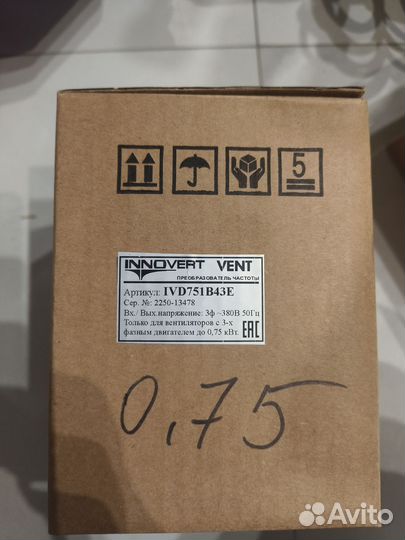 5
INNOVERT VENT
ПРЕОБРАЗОВАТЕЛЬ ЧАСТОТЫ
Артикул: IVD751B43E
Сер. №: 2250-13478
Вх./ Вых.напряжение: 3ф ~380В 50Гц
Только для вентиляторов с 3-х
фазным двигателем до 0,75 кВт.
EAC
0,75
Avito